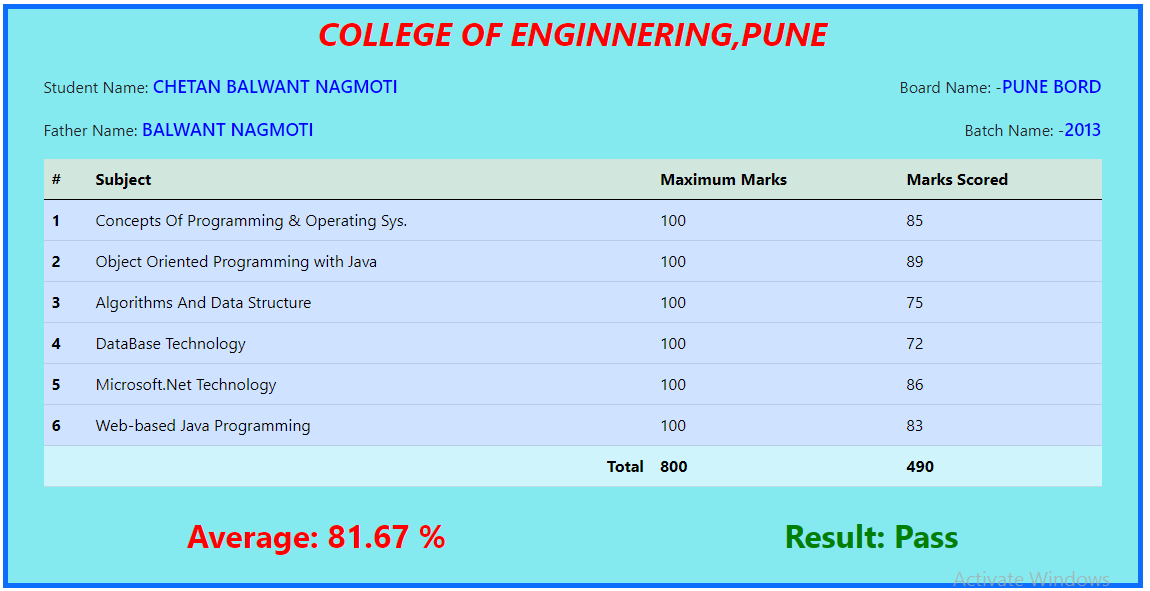 COLLEGE OF ENGINNERING,PUNE
Student Name: CHETAN BALWANT NAGMOTI Board Name: -PUNE BORD
Father Name: BALWANT NAGMOTI Batch Name: -2013
# Subject Maximum Marks Marks Scored
1 Concepts Of Programming & Operating Sys. 100 85
2 Object Oriented Programming with Java 100 89
3 Algorithms And Data Structure 100 75
4 DataBase Technology 100 72
5 Microsoft.Net Technology 100 86
6 Web-based Java Programming 100 83
Total 800 490
Average: 81.67 % Result: Pass
Activate Windows